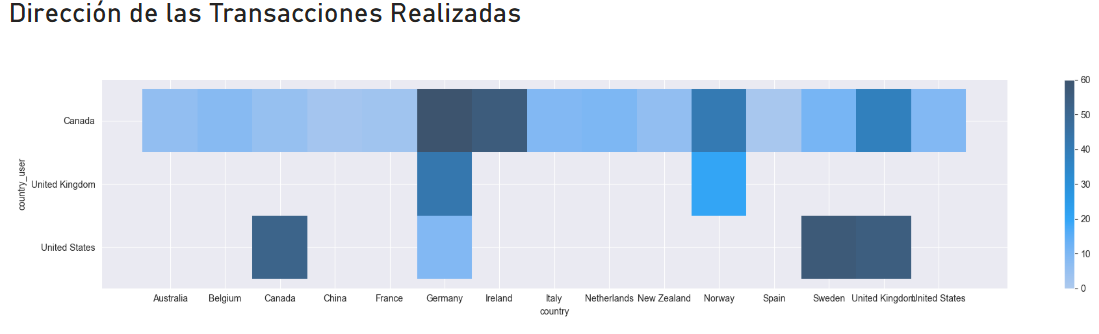 Dirección de las Transacciones Realizadas
60
50
40
30
20
10
0
country_user
Canada
United Kingdom
United States
Australia Belgium Canada China France Germany Ireland Italy Netherlands New Zealand Norway Spain Sweden United Kingdom United States
country